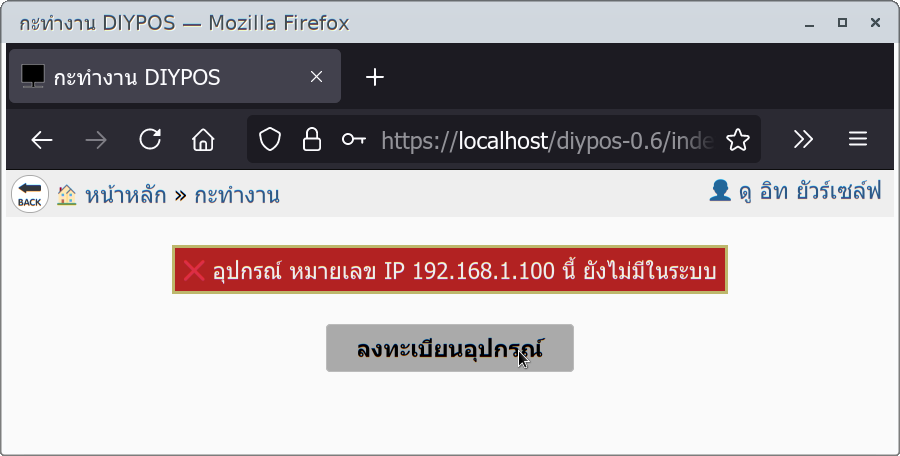 กะทำงาน DIYPOS — Mozilla Firefox
กะทำงาน DIYPOS
https://localhost/diypos-0.6/inde
BACK หน้าหลัก » กะทำงาน
ดู อิท ยัวร์เซล์ฟ
อุปกรณ์ หมายเลข IP 192.168.1.100 นี้ ยังไม่มีในระบบ
ลงทะเบียนอุปกรณ์